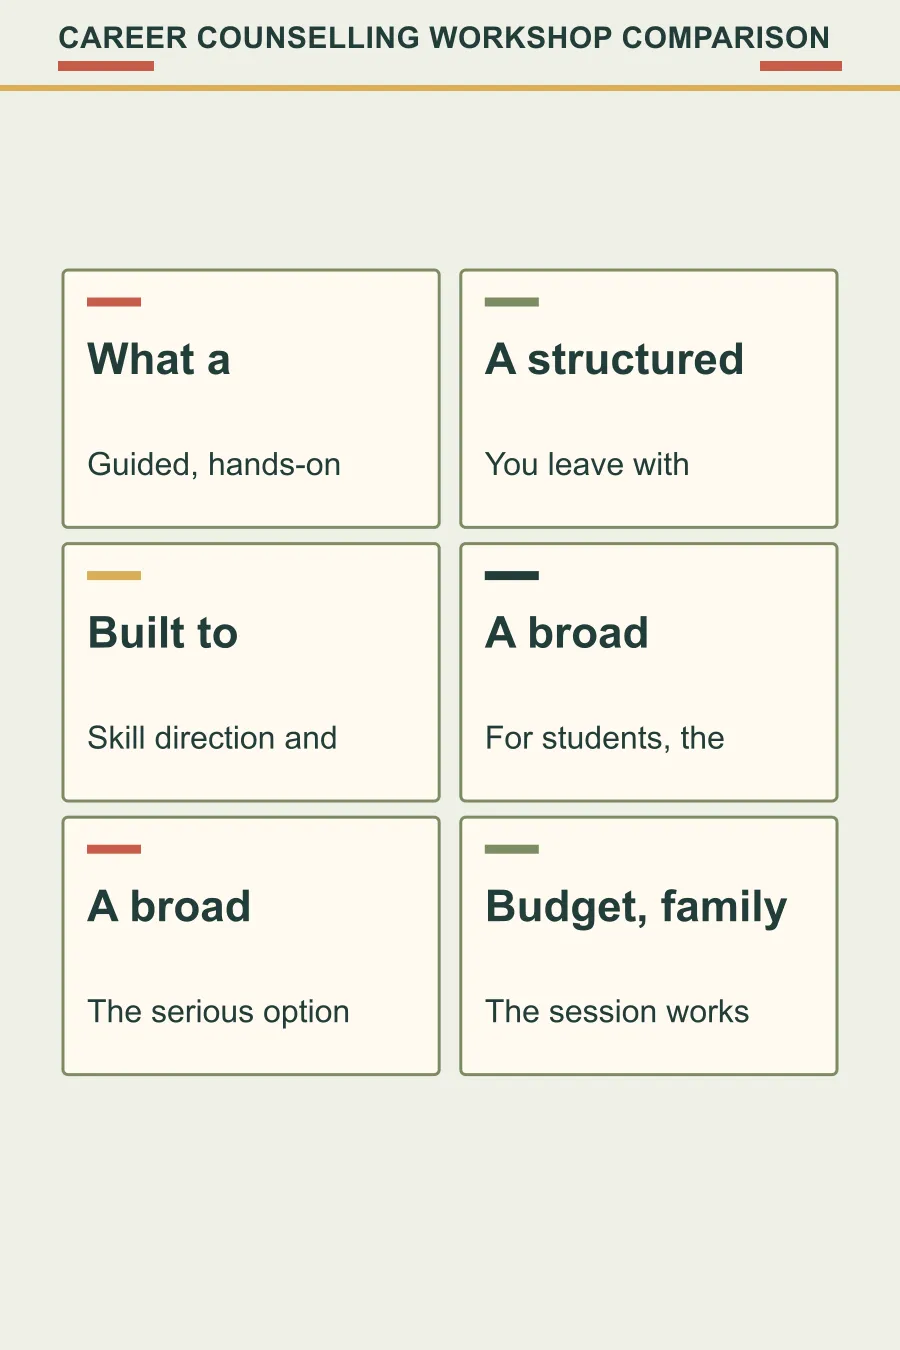 CAREER COUNSELLING WORKSHOP COMPARISON
What a
Guided, hands-on
A structured
You leave with
Built to
Skill direction and
A broad
For students, the
A broad
The serious option
Budget, family
The session works